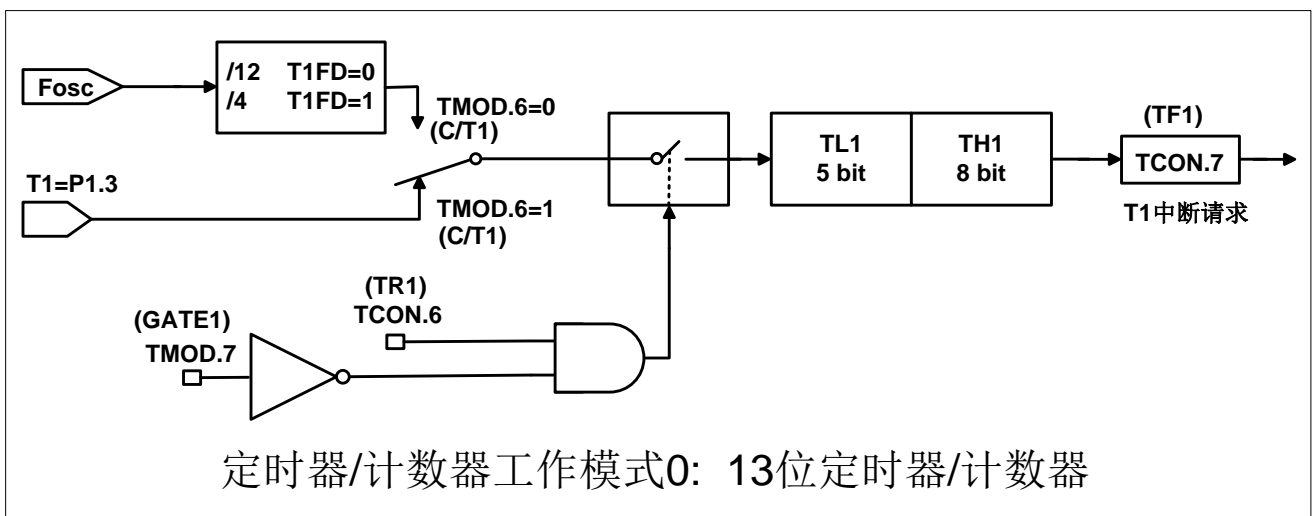 Fosc
/12 T1FD=0
/4 T1FD=1
TMOD.6=0
(C/T1)
T1=P1.3
TMOD.6=1
(C/T1)
TL1
5 bit
TH1
8 bit
(TF1)
TCON.7
T1中断请求
(TR1)
TCON.6
(GATE1)
TMOD.7
定时器/计数器工作模式0: 13位定时器/计数器